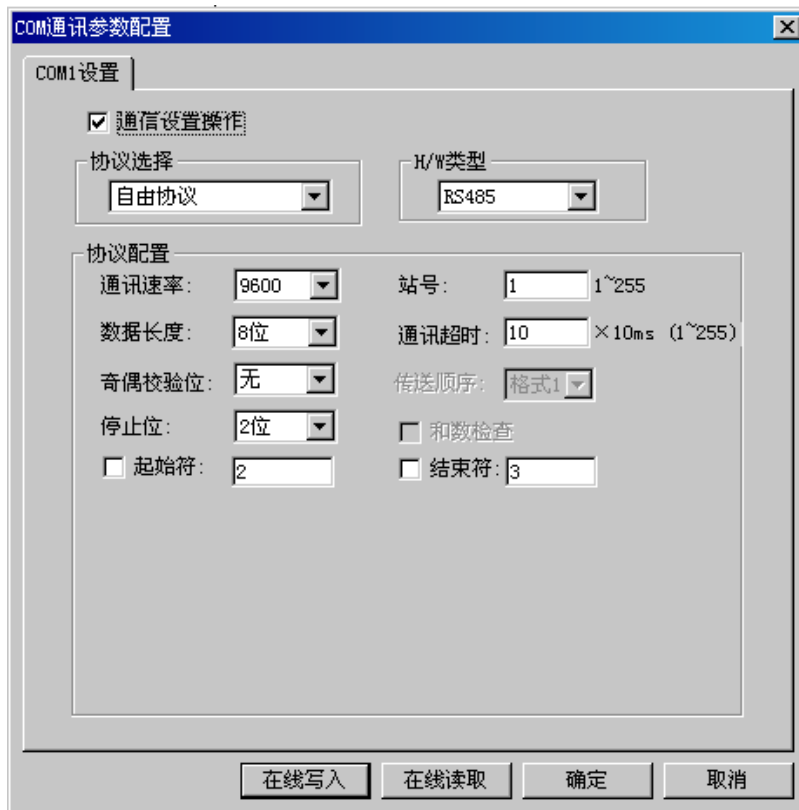 COM通讯参数配置
COM1设置
通信设置操作
协议选择
H/W类型
自由协议
RS485
协议配置
通讯速率: 9600 站号: 1 1~255
数据长度: 8位 通讯超时: 10 ×10ms (1~255)
奇偶校验位: 无 传送顺序: 格式1
停止位: 2位 和数检查
起始符: 2 结束符: 3
在线写入 在线读取 确定 取消